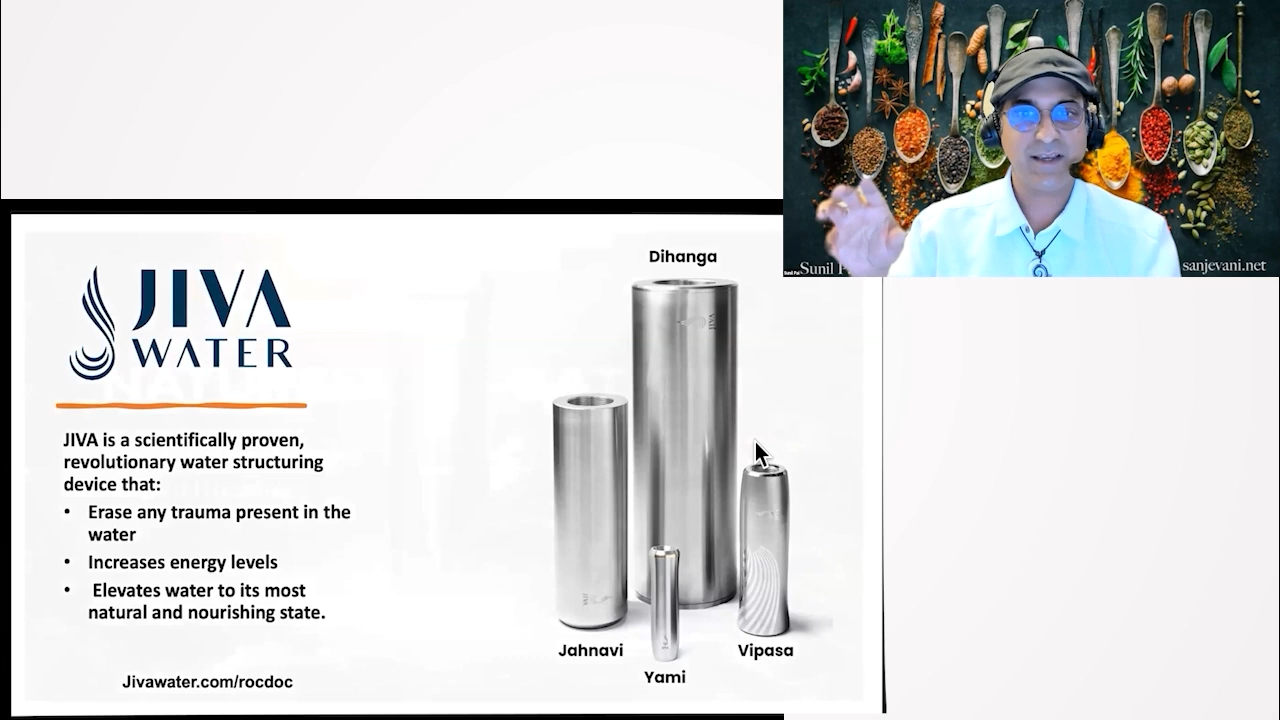 JIVA
WATER
JIVA is a scientifically proven,
revolutionary water structuring
device that:
• Erase any trauma present in the
water
• Increases energy levels
• Elevates water to its most
natural and nourishing state.
Jivawater.com/rocdoc
Dihanga
Jahnavi
Yami
Vipasa
Sunil
sanjevani.net